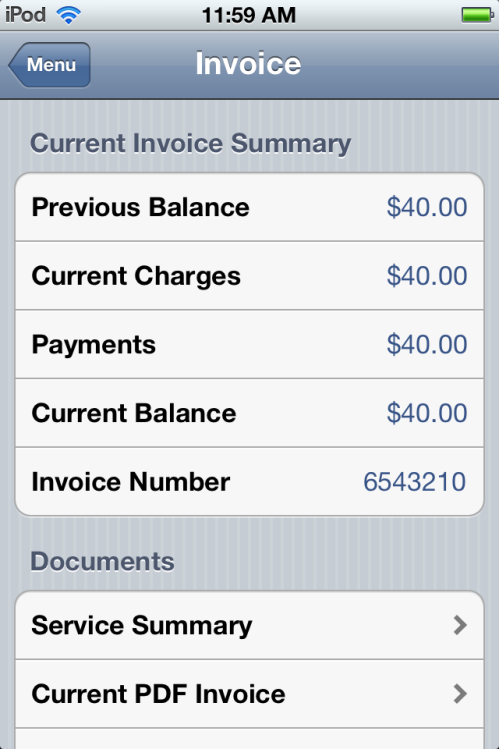 iPod 11:59 AM
Menu Invoice
Current Invoice Summary
Previous Balance $40.00
Current Charges $40.00
Payments $40.00
Current Balance $40.00
Invoice Number 6543210
Documents
Service Summary
Current PDF Invoice